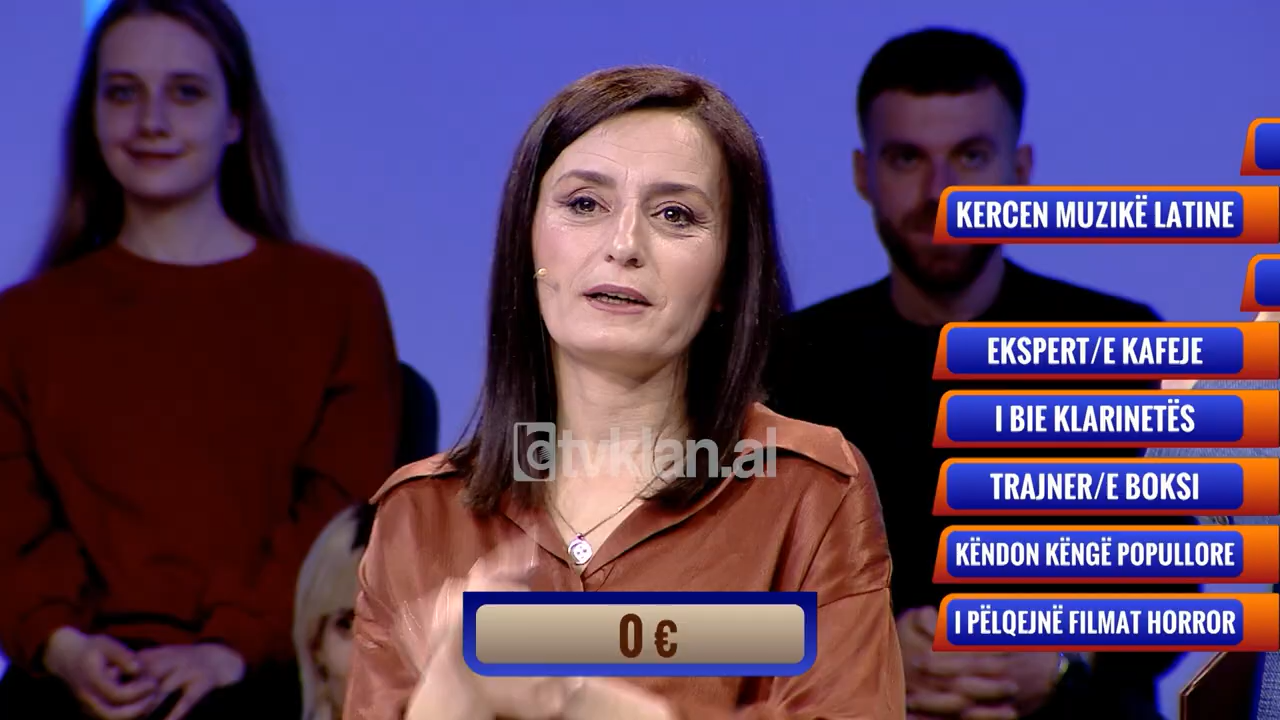 KERCEN MUZIKË LATINE
EKSPERT/E KAFEJE
I BIE KLARINETËS
TRAJNER/E BOKSI
KËNDON KËNGË POPULLORE
I PËLQEJNË FILMAT HORROR
tvklan.al
0 €